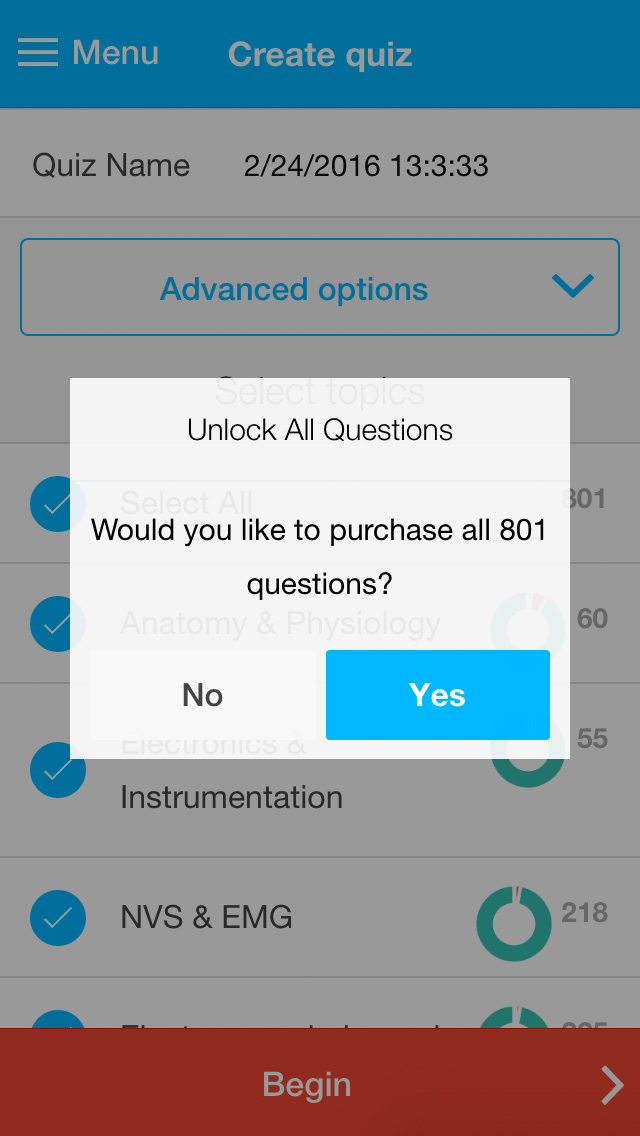 Menu
Create quiz
Quiz Name 2/24/2016 13:3:33
Advanced options
Select topics
Unlock All Questions
Select All 801
Would you like to purchase all 801
questions?
Anatomy & Physiology 60
No Yes
Electronics & 55
Instrumentation
NVS & EMG 218
Begin